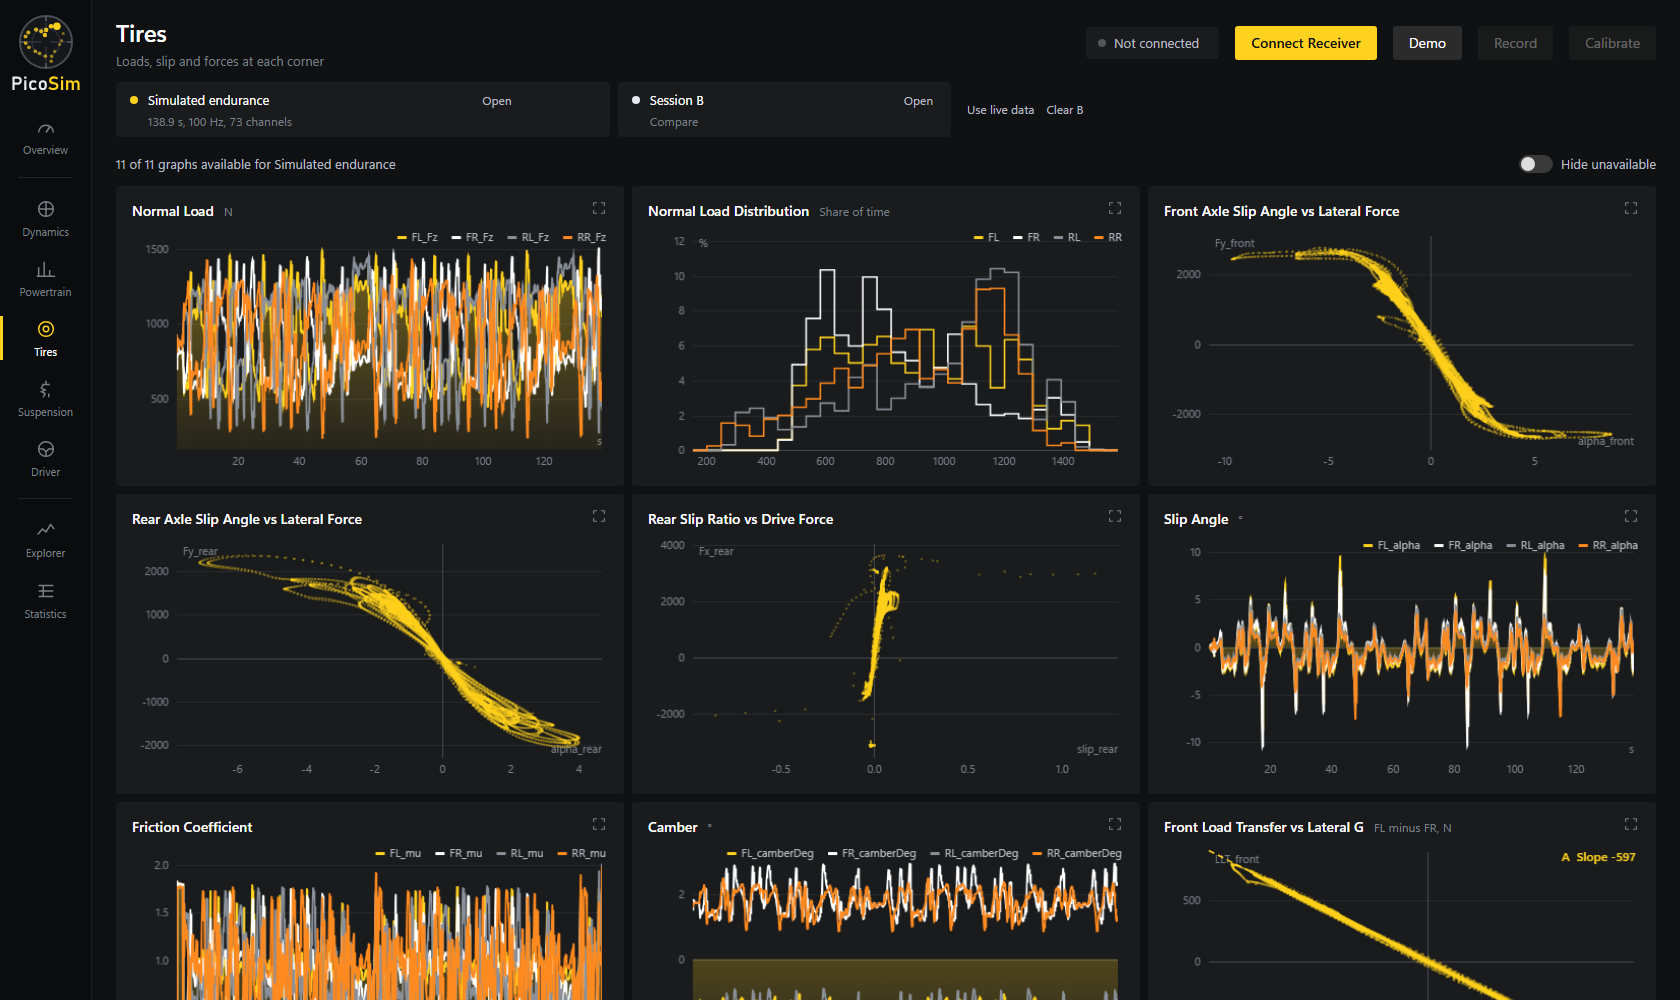 PicoSim
Overview
Dynamics
Powertrain
Tires
Suspension
Driver
Explorer
Statistics
Tires
Loads, slip and forces at each corner
Not connected
Connect Receiver
Demo
Record
Calibrate
Simulated endurance
Open
138.9 s, 100 Hz, 73 channels
Session B
Open
Compare
Use live data
Clear B
11 of 11 graphs available for Simulated endurance
Hide unavailable
Normal Load N
FL_Fz FR_Fz RL_Fz RR_Fz
1500
1000
500
s
20 40 60 80 100 120
Normal Load Distribution Share of time
FL FR RL RR
%
12
10
8
6
4
2
0
200 400 600 800 1000 1200 1400
Front Axle Slip Angle vs Lateral Force
Fy_front
2000
0
-2000
alpha_front
-10 -5 0 5
Rear Axle Slip Angle vs Lateral Force
Fy_rear
2000
1000
0
-1000
-2000
alpha_rear
-6 -4 -2 0 2 4
Rear Slip Ratio vs Drive Force
Fx_rear
4000
2000
0
-2000
slip_rear
-0.5 0.0 0.5 1.0
Slip Angle °
FL_alpha FR_alpha RL_alpha RR_alpha
10
5
0
-5
-10
s
20 40 60 80 100 120
Friction Coefficient
FL_mu FR_mu RL_mu RR_mu
2.0
1.5
1.0
Camber °
FL_camberDeg FR_camberDeg RL_camberDeg RR_camberDeg
2
0
Front Load Transfer vs Lateral G FL minus FR, N
LLT_front
A Slope -597
500
0